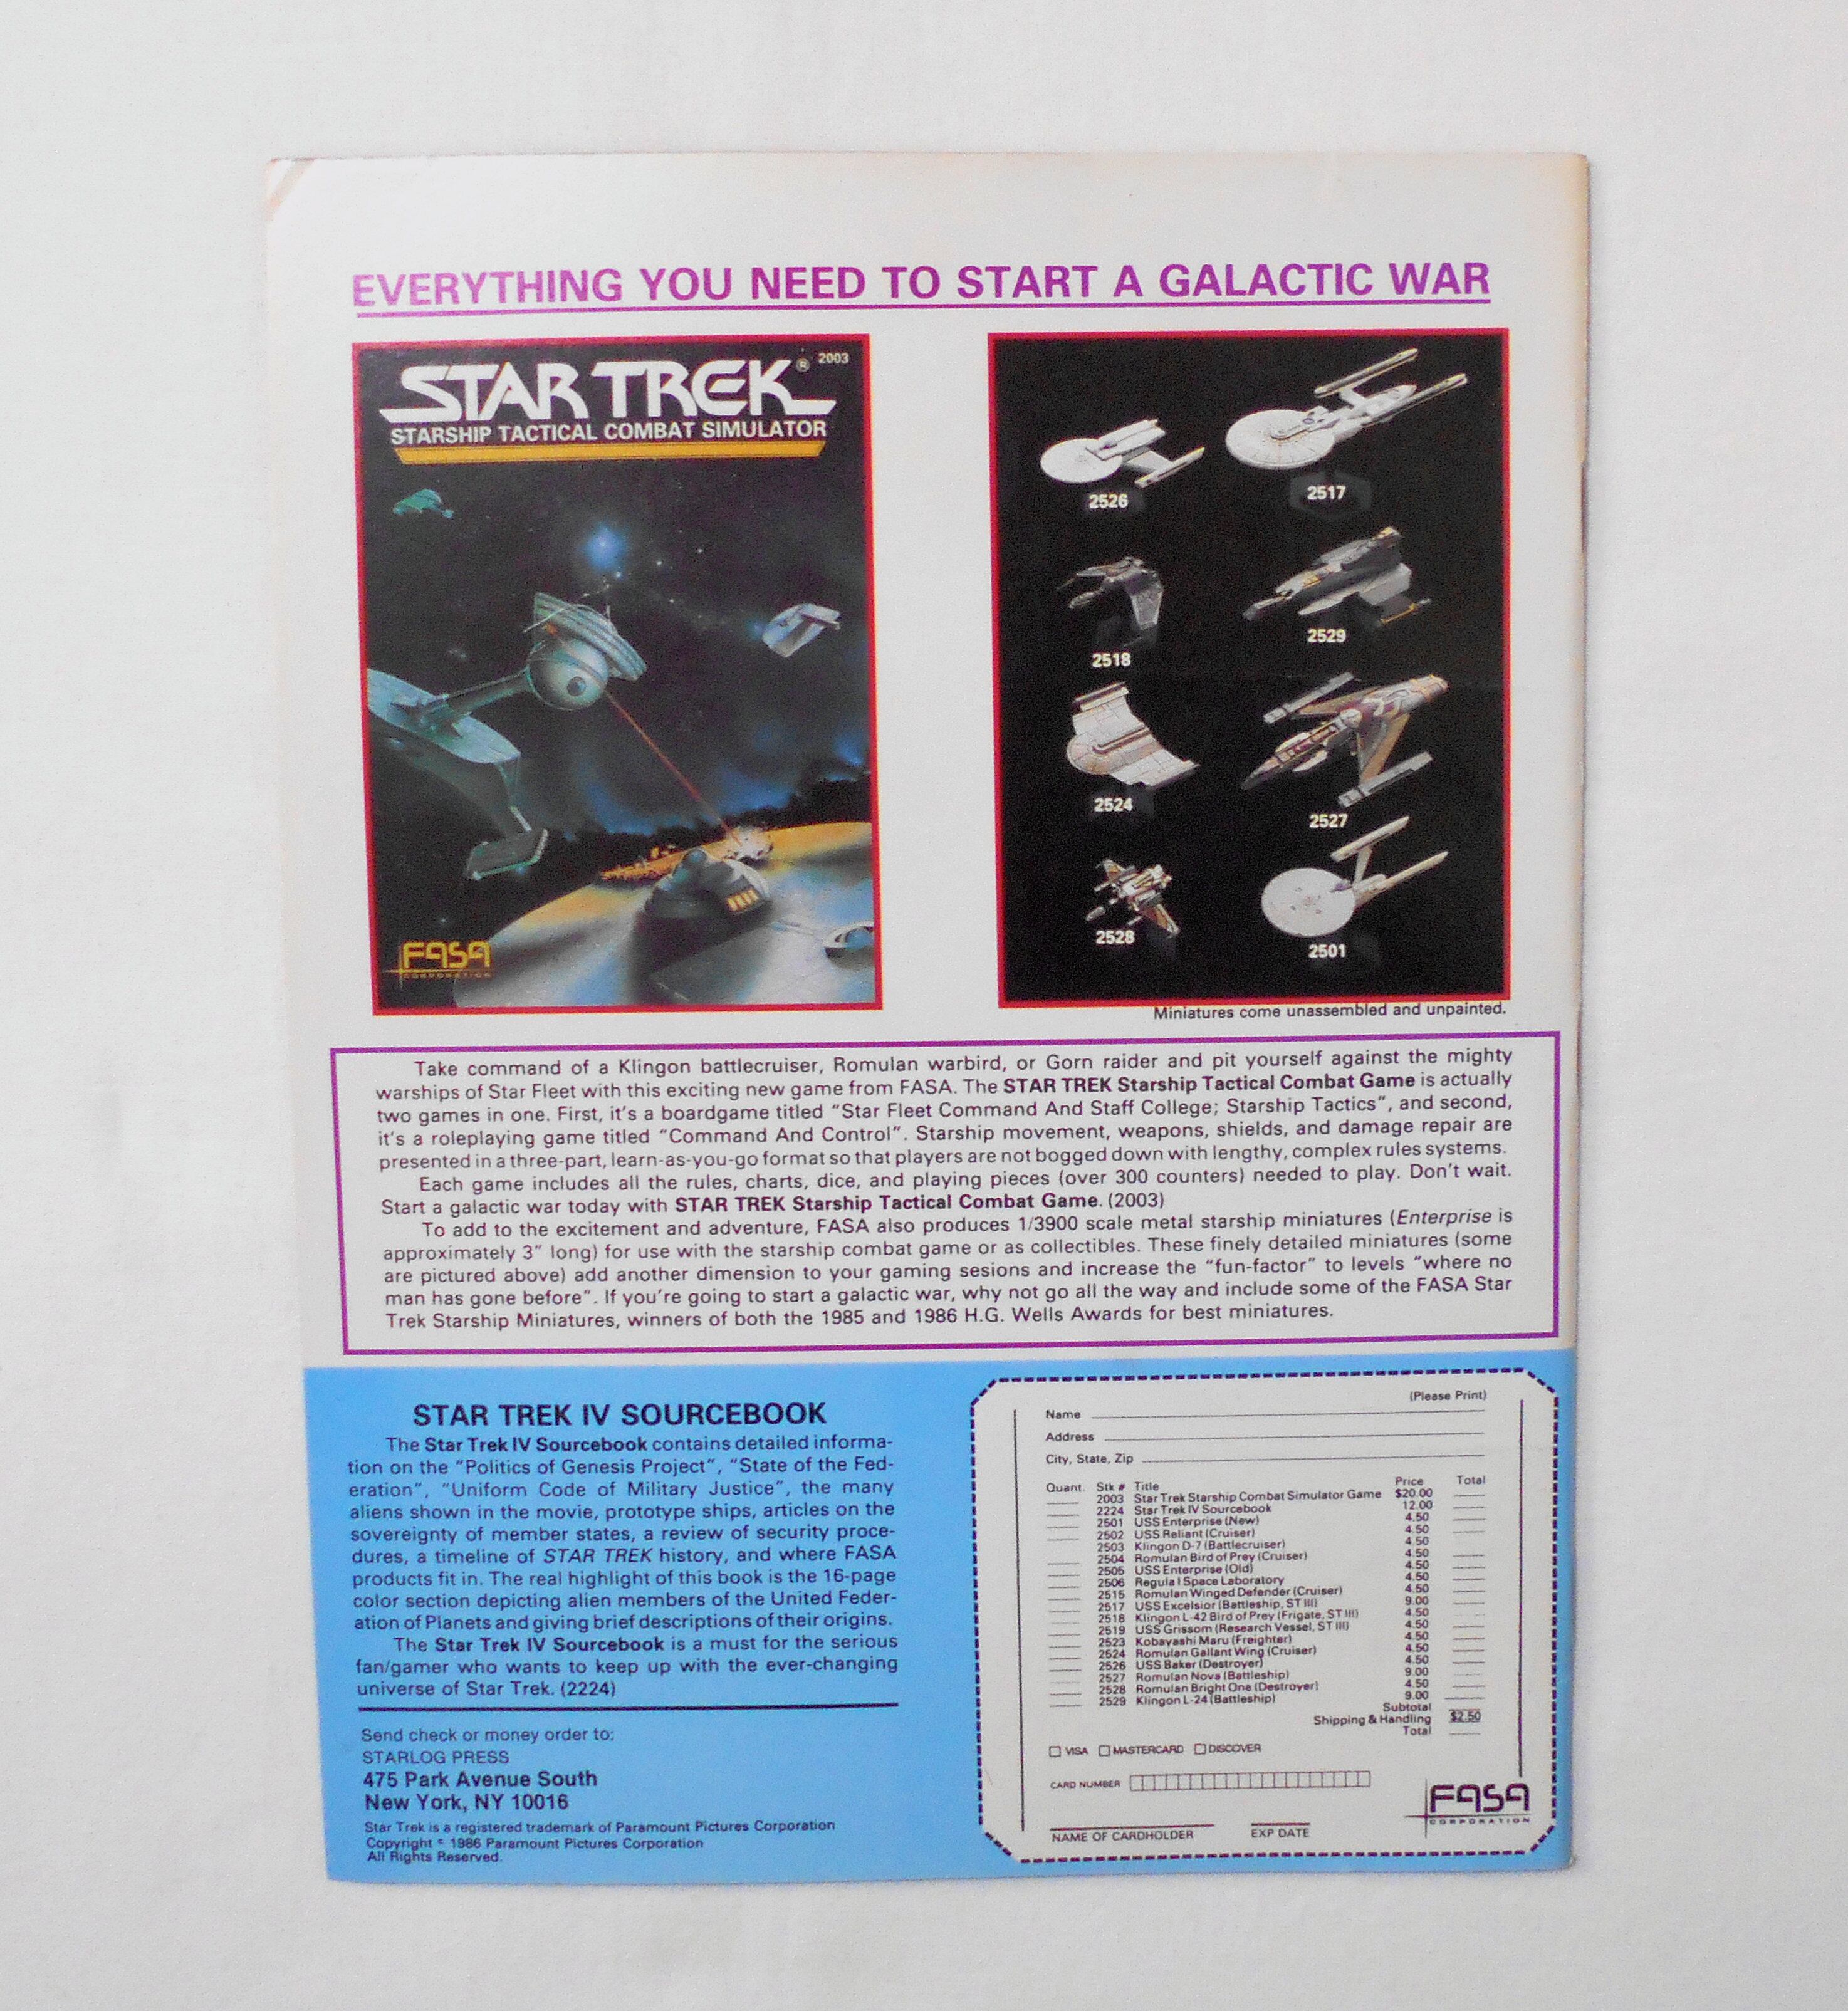 EVERYTHING YOU NEED TO START A GALACTIC WAR
STAR TREK® 2003
STARSHIP TACTICAL COMBAT SIMULATOR
FASA
CORPORATION
2526
2517
2518
2529
2524
2527
2528
2501
Miniatures come unassembled and unpainted.
Take command of a Klingon battlecruiser, Romulan warbird, or Gorn raider and pit yourself against the mighty
warships of Star Fleet with this exciting new game from FASA. The STAR TREK Starship Tactical Combat Game is actually
two games in one. First, it's a boardgame titled "Star Fleet Command And Staff College; Starship Tactics", and second,
it's a roleplaying game titled "Command And Control". Starship movement, weapons, shields, and damage repair are
presented in a three-part, learn-as-you-go format so that players are not bogged down with lengthy, complex rules systems.
Each game includes all the rules, charts, dice, and playing pieces (over 300 counters) needed to play. Don't wait.
Start a galactic war today with STAR TREK Starship Tactical Combat Game. (2003)
To add to the excitement and adventure, FASA also produces 1/3900 scale metal starship miniatures (Enterprise is
approximately 3" long) for use with the starship combat game or as collectibles. These finely detailed miniatures (some
are pictured above) add another dimension to your gaming sesions and increase the "fun-factor" to levels "where no
man has gone before". If you're going to start a galactic war, why not go all the way and include some of the FASA Star
Trek Starship Miniatures, winners of both the 1985 and 1986 H.G. Wells Awards for best miniatures.
STAR TREK IV SOURCEBOOK
The Star Trek IV Sourcebook contains detailed informa-
tion on the "Politics of Genesis Project", "State of the Fed-
eration", "Uniform Code of Military Justice", the many
aliens shown in the movie, prototype ships, articles on the
sovereignty of member states, a review of security proce-
dures, a timeline of STAR TREK history, and where FASA
products fit in. The real highlight of this book is the 16-page
color section depicting alien members of the United Feder-
ation of Planets and giving brief descriptions of their origins.
The Star Trek IV Sourcebook is a must for the serious
fan/gamer who wants to keep up with the ever-changing
universe of Star Trek. (2224)
Send check or money order to:
STARLOG PRESS
475 Park Avenue South
New York, NY 10016
Star Trek is a registered trademark of Paramount Pictures Corporation
Copyright © 1986 Paramount Pictures Corporation
All Rights Reserved.
(Please Print)
Name
Address
City, State, Zip
Quant. Stk # Title Price Total
2003 Star Trek Starship Combat Simulator Game $20.00
2224 Star Trek IV Sourcebook 12.00
2501 USS Enterprise (New) 4.50
2502 USS Reliant (Cruiser) 4.50
2503 Klingon D-7 (Battlecruiser) 4.50
2504 Romulan Bird of Prey (Cruiser) 4.50
2505 USS Enterprise (Old) 4.50
2506 Regula I Space Laboratory 4.50
2515 Romulan Winged Defender (Cruiser) 4.50
2517 USS Excelsior (Battleship, ST III) 9.00
2518 Klingon L-42 Bird of Prey (Frigate, ST III) 4.50
2519 USS Grissom (Research Vessel, ST III) 4.50
2523 Kobayashi Maru (Freighter) 4.50
2524 Romulan Gallant Wing (Cruiser) 4.50
2526 USS Baker (Destroyer) 4.50
2527 Romulan Nova (Battleship) 9.00
2528 Romulan Bright One (Destroyer) 4.50
2529 Klingon L-24 (Battleship) 9.00
Subtotal
Shipping & Handling $2.50
Total
VISA MASTERCARD DISCOVER
CARD NUMBER
NAME OF CARDHOLDER EXP DATE
FASA
CORPORATION